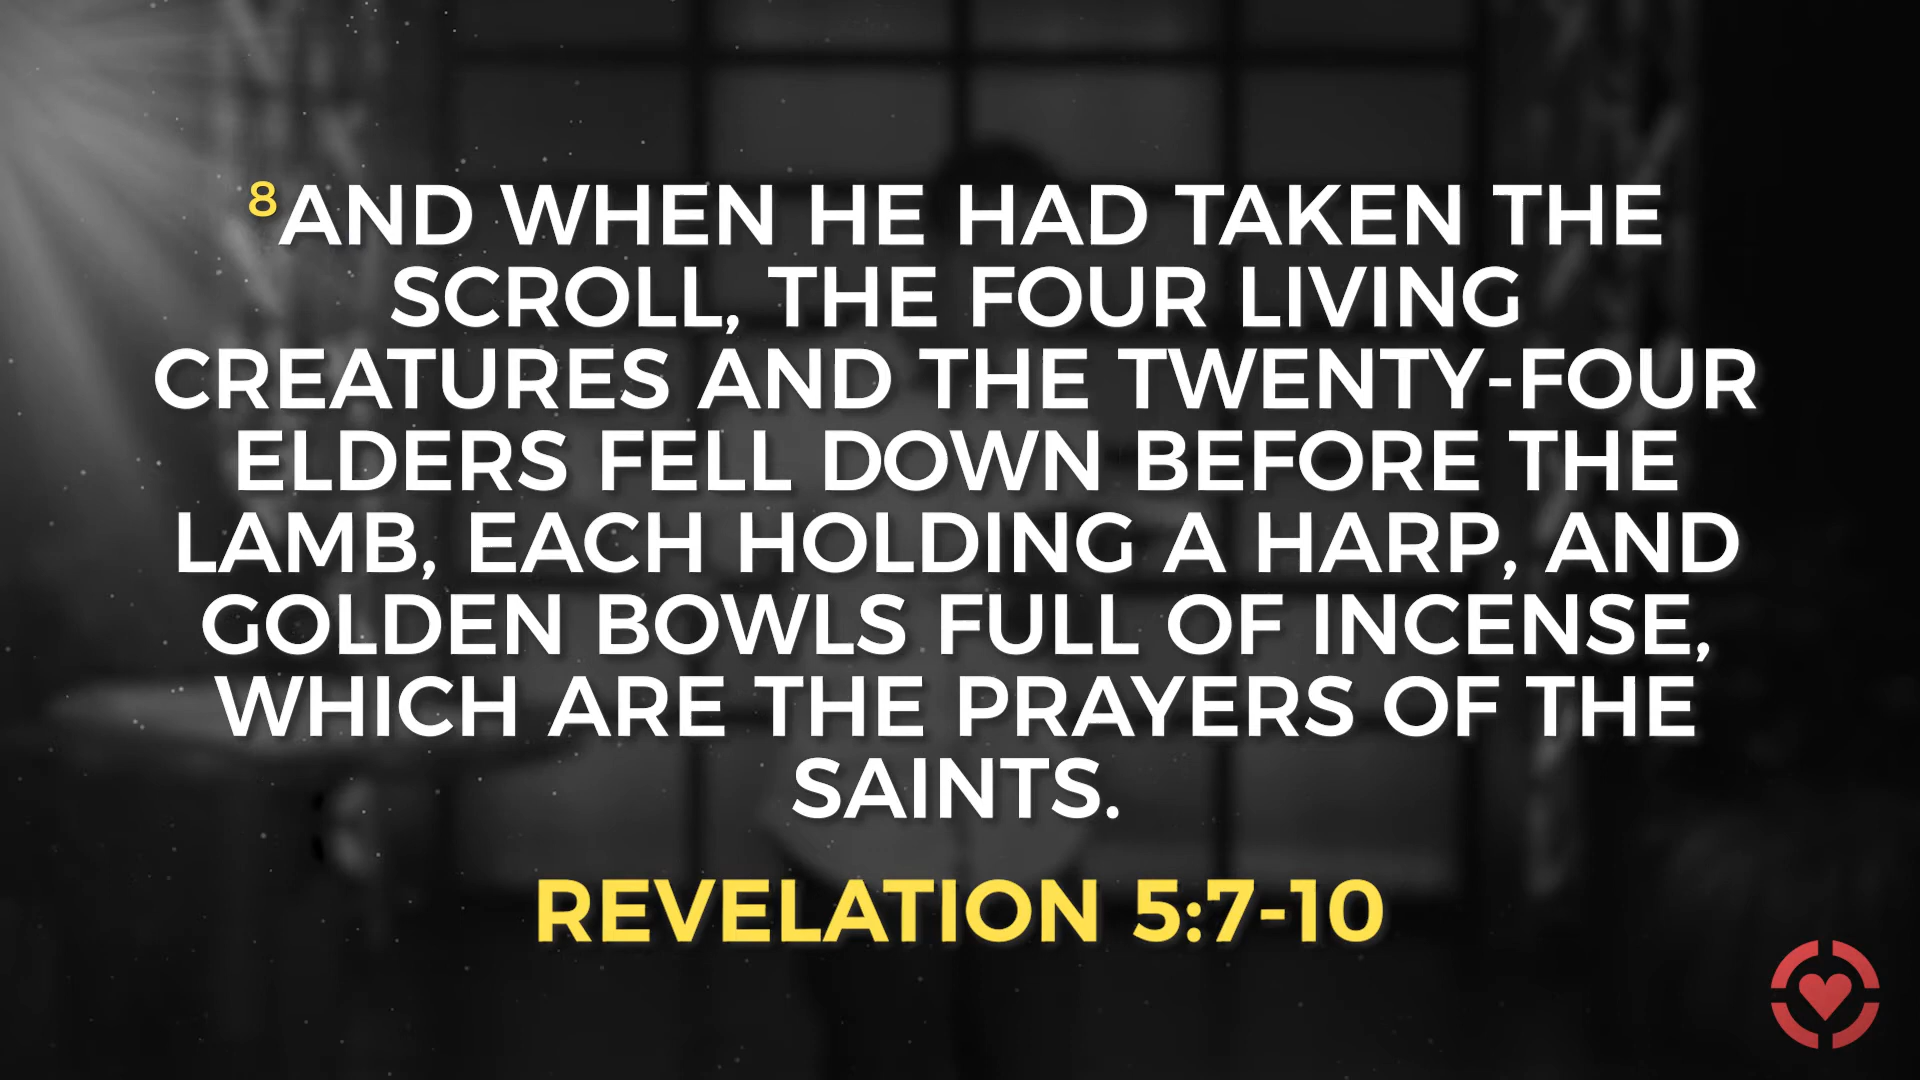 8AND WHEN HE HAD TAKEN THE
SCROLL, THE FOUR LIVING
CREATURES AND THE TWENTY-FOUR
ELDERS FELL DOWN BEFORE THE
LAMB, EACH HOLDING A HARP, AND
GOLDEN BOWLS FULL OF INCENSE,
WHICH ARE THE PRAYERS OF THE
SAINTS.
REVELATION 5:7-10